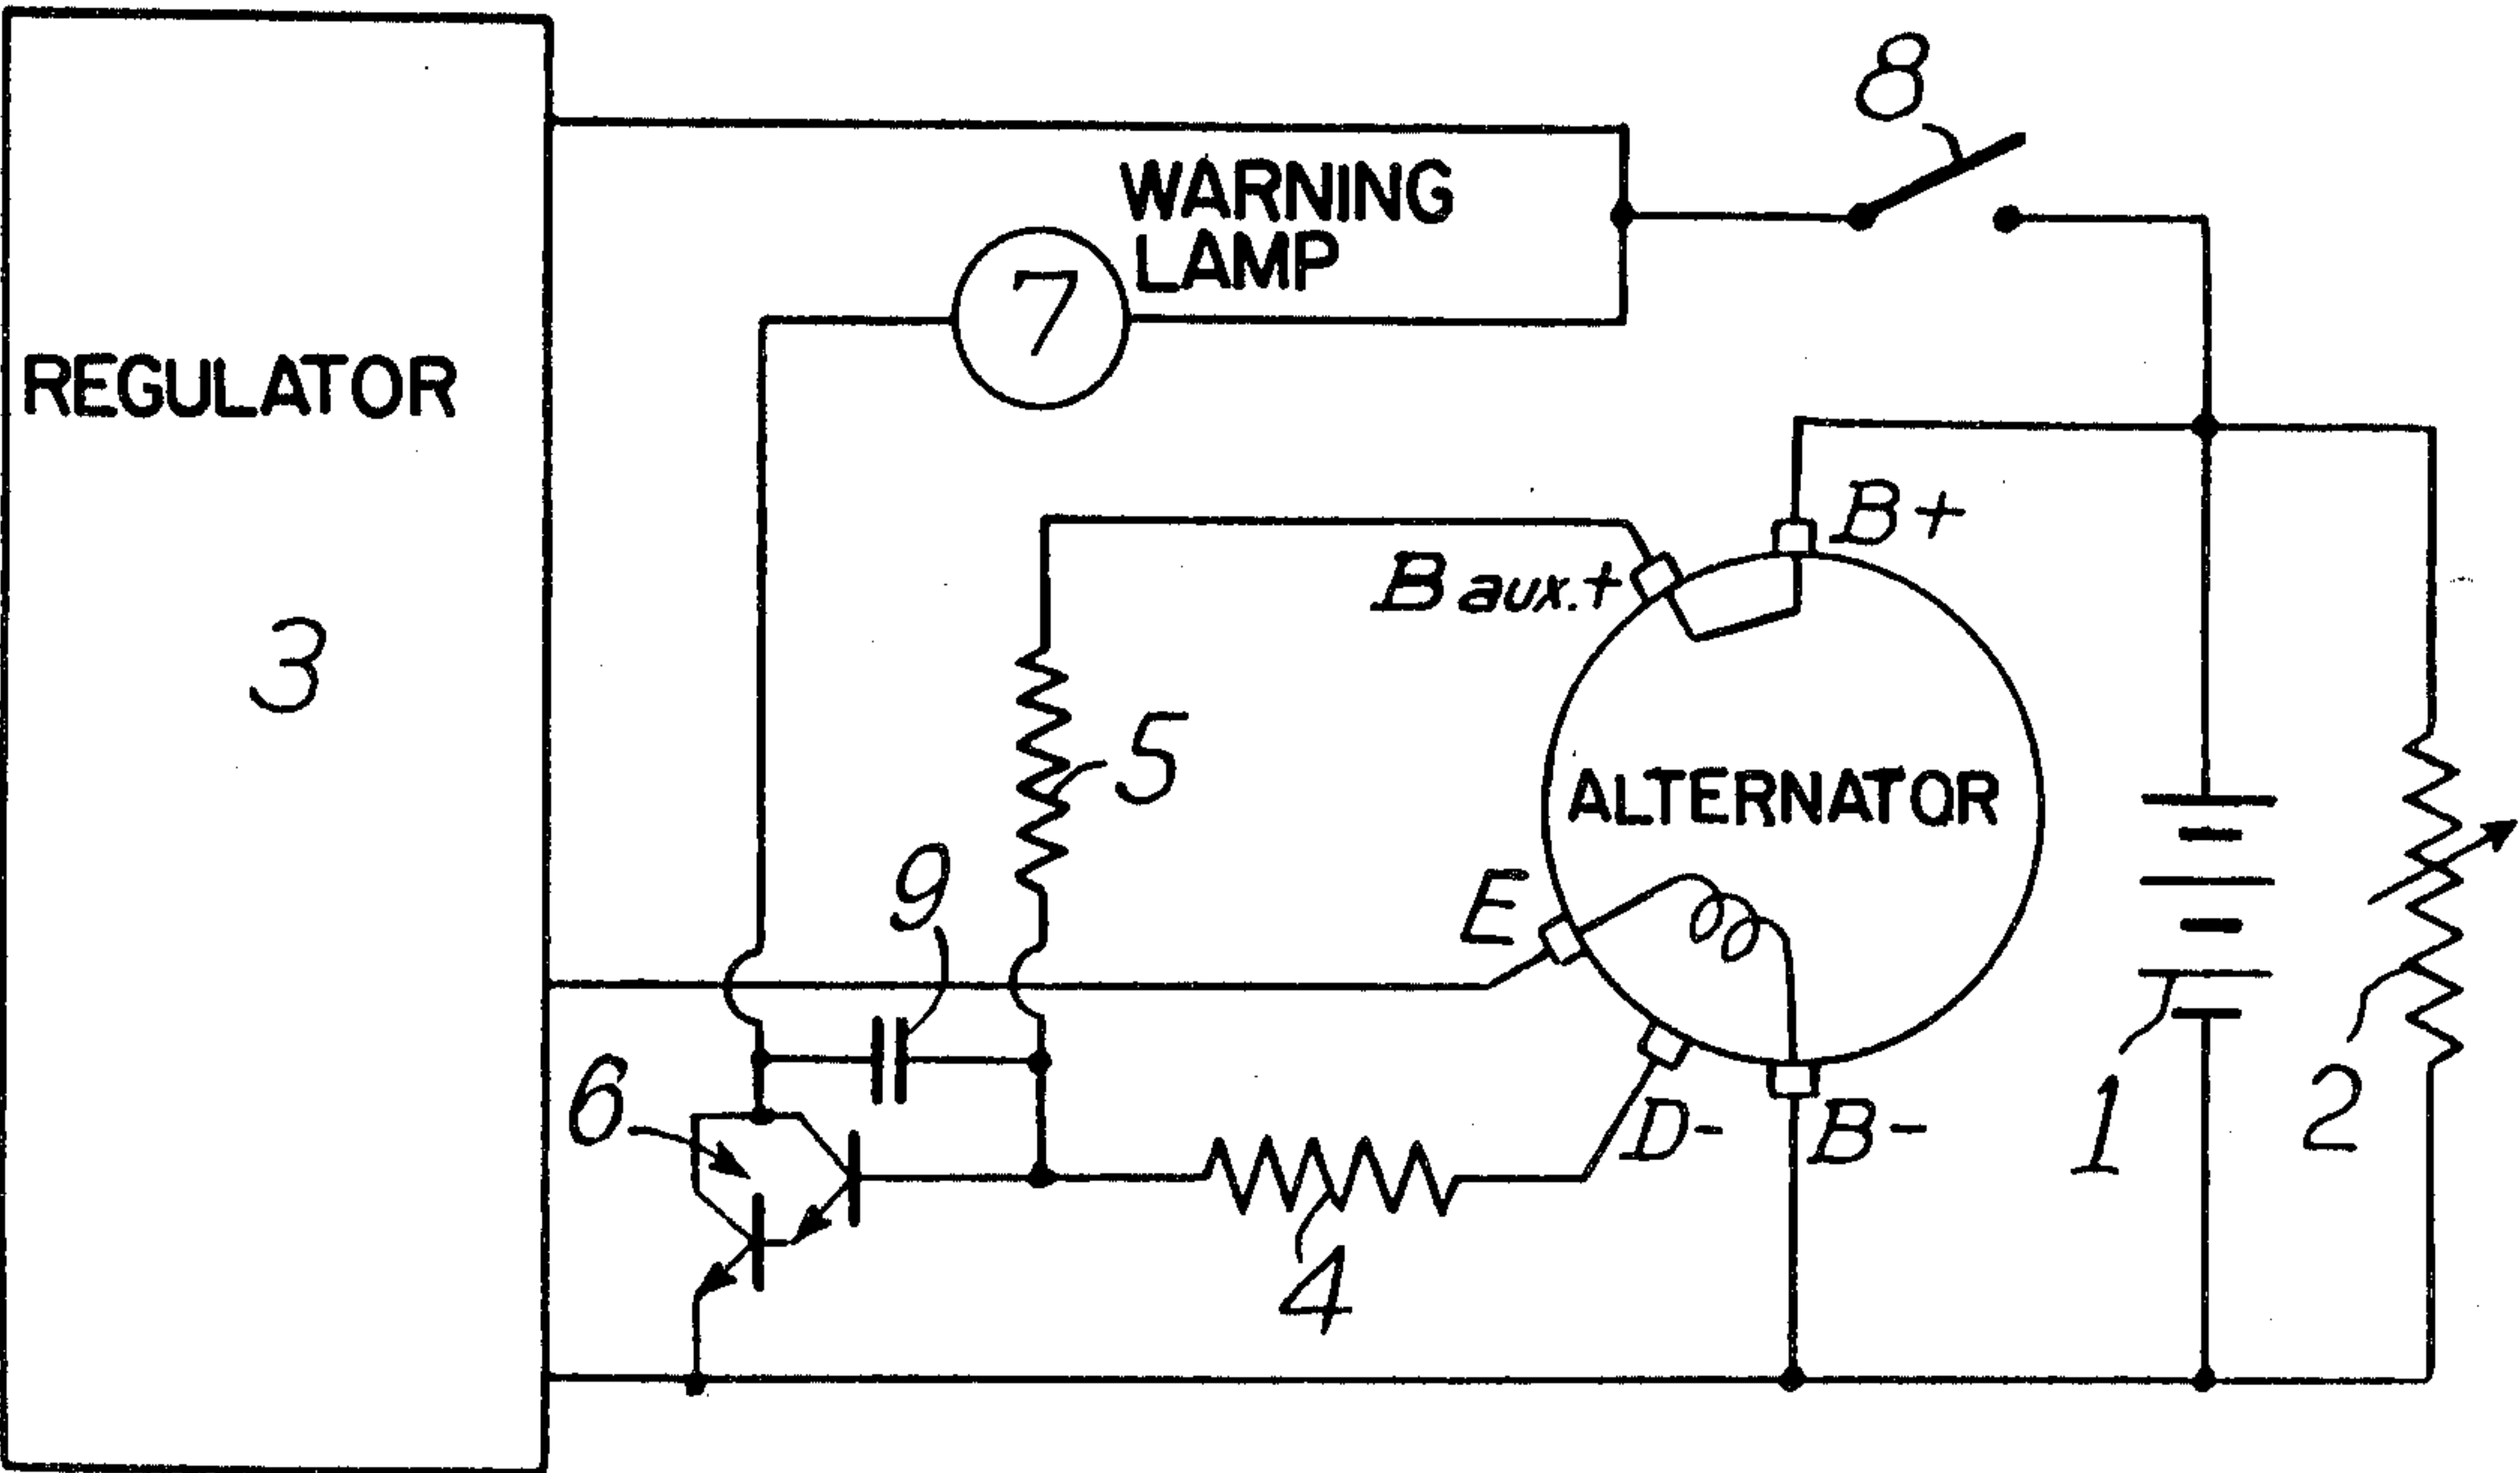 8
WARNING
LAMP
7
REGULATOR
3
B+
B aux.+
5
ALTERNATOR
9
E
6
D-
B-
1
2
4